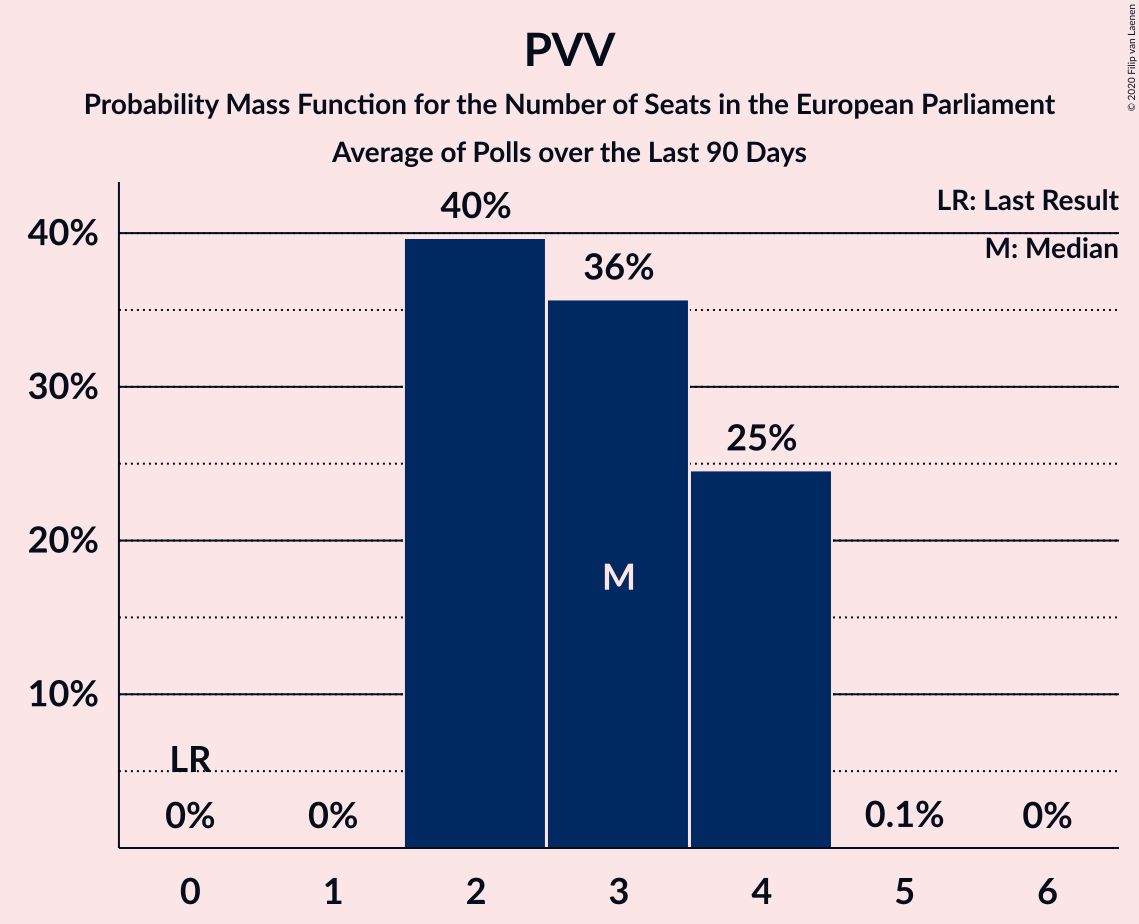 PVV
Probability Mass Function for the Number of Seats in the European Parliament
Average of Polls over the Last 90 Days
© 2020 Filip van Laenen
LR: Last Result
M: Median
40%
30%
20%
10%
40%
36%
25%
M
LR
0%
0%
0.1%
0%
0
1
2
3
4
5
6